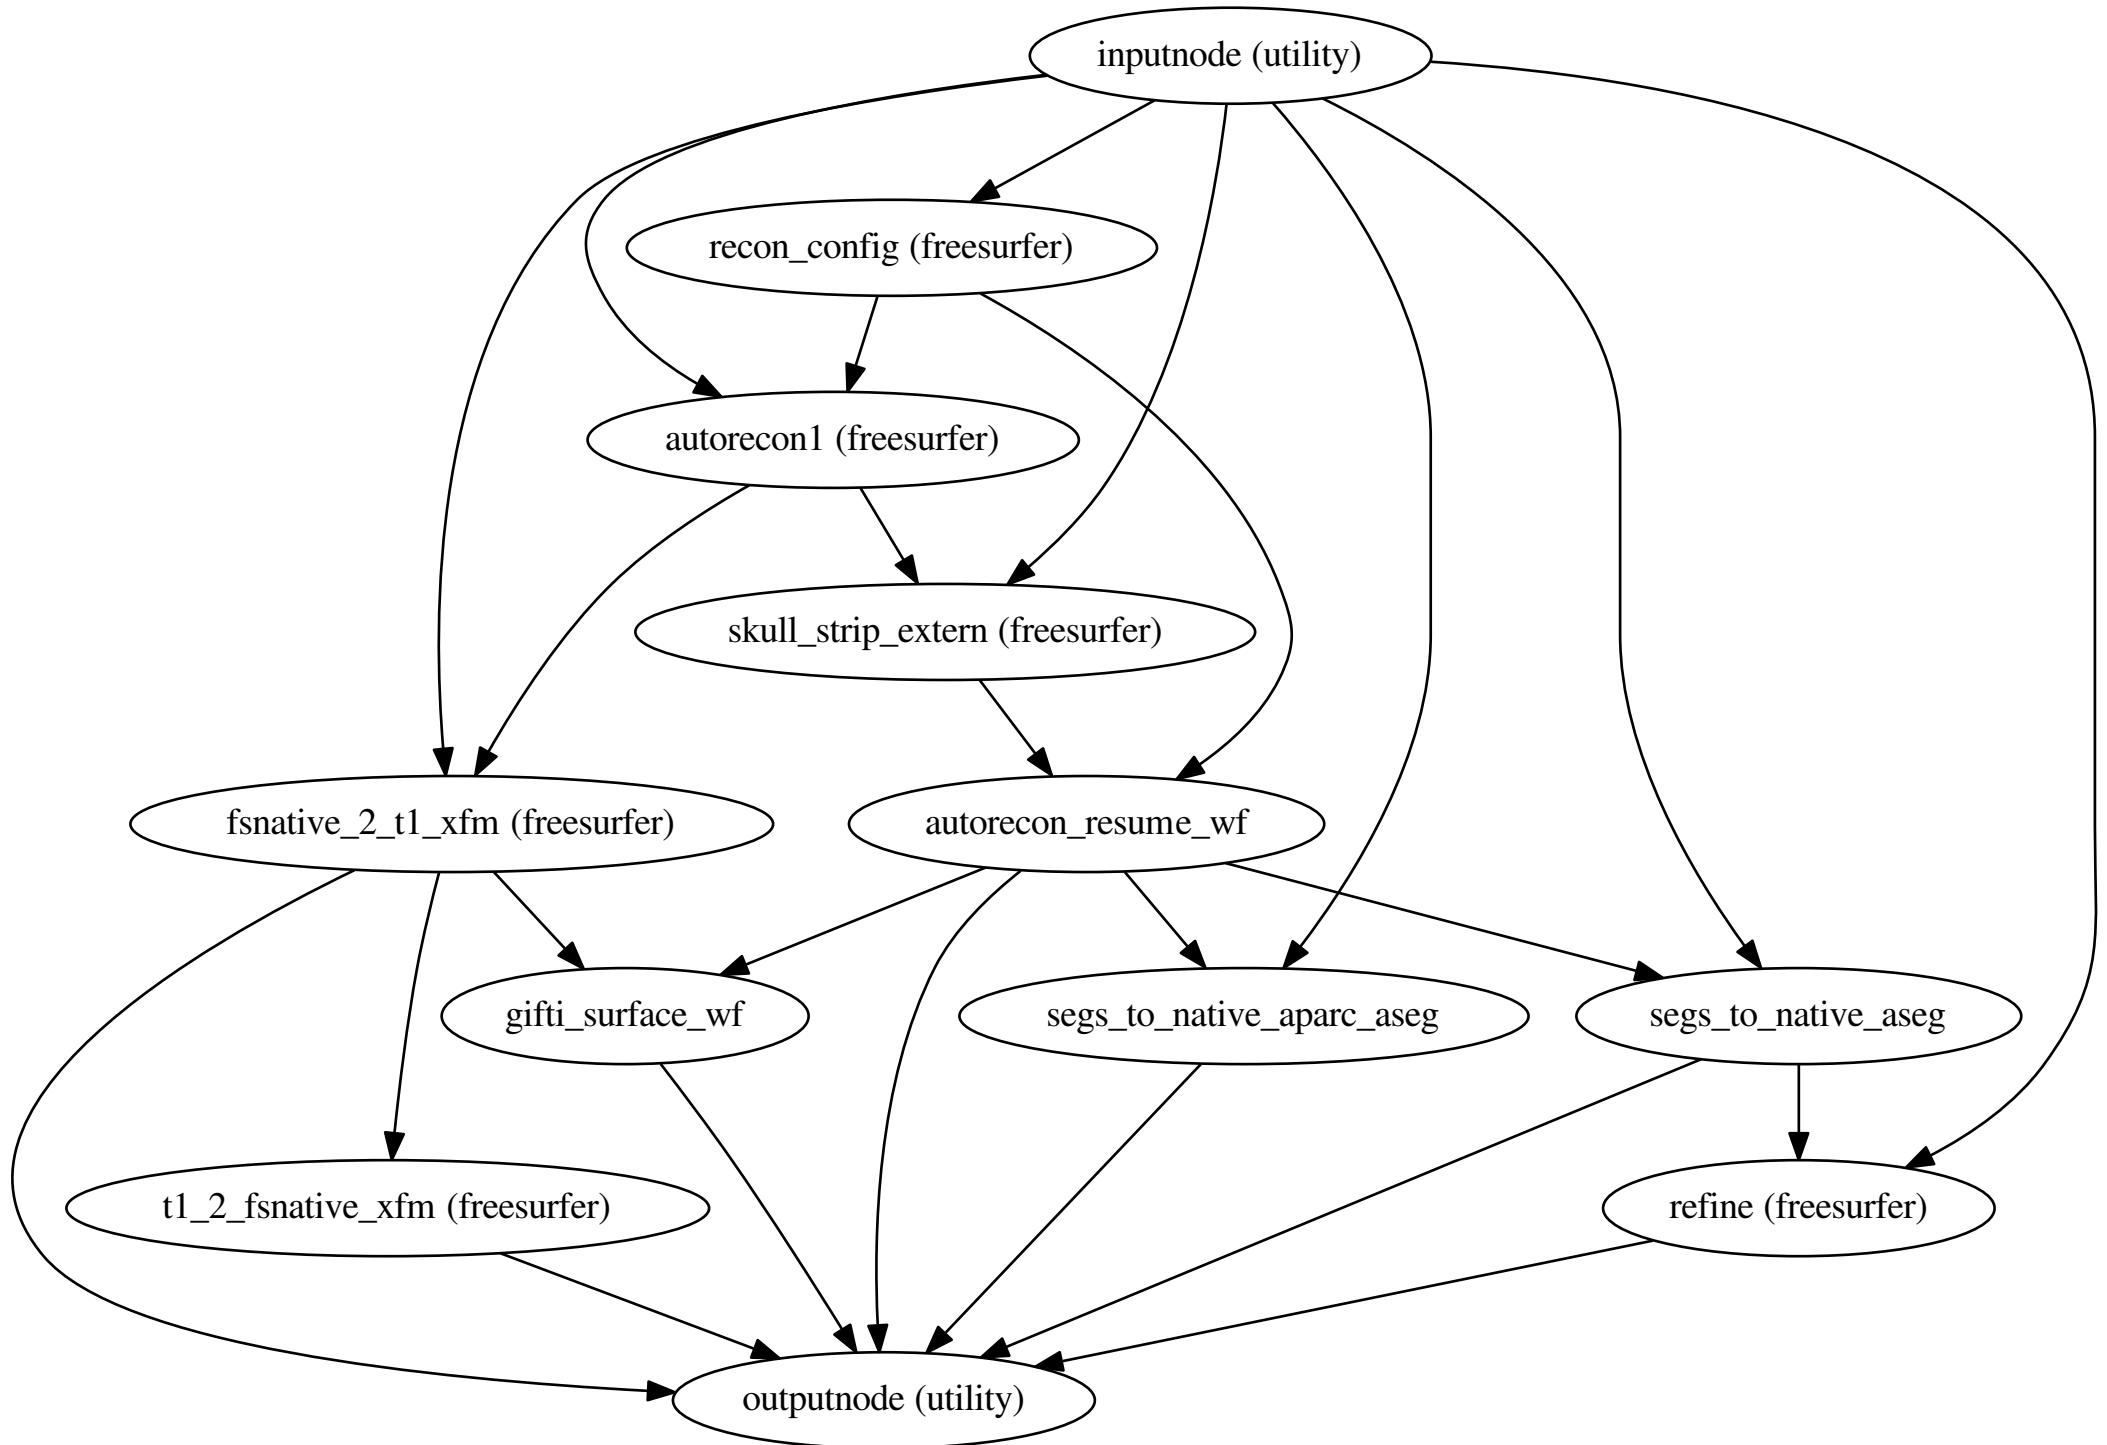 inputnode (utility)
recon_config (freesurfer)
autorecon1 (freesurfer)
skull_strip_extern (freesurfer)
fsnative_2_t1_xfm (freesurfer)
autorecon_resume_wf
gifti_surface_wf
segs_to_native_aparc_aseg
segs_to_native_aseg
t1_2_fsnative_xfm (freesurfer)
refine (freesurfer)
outputnode (utility)